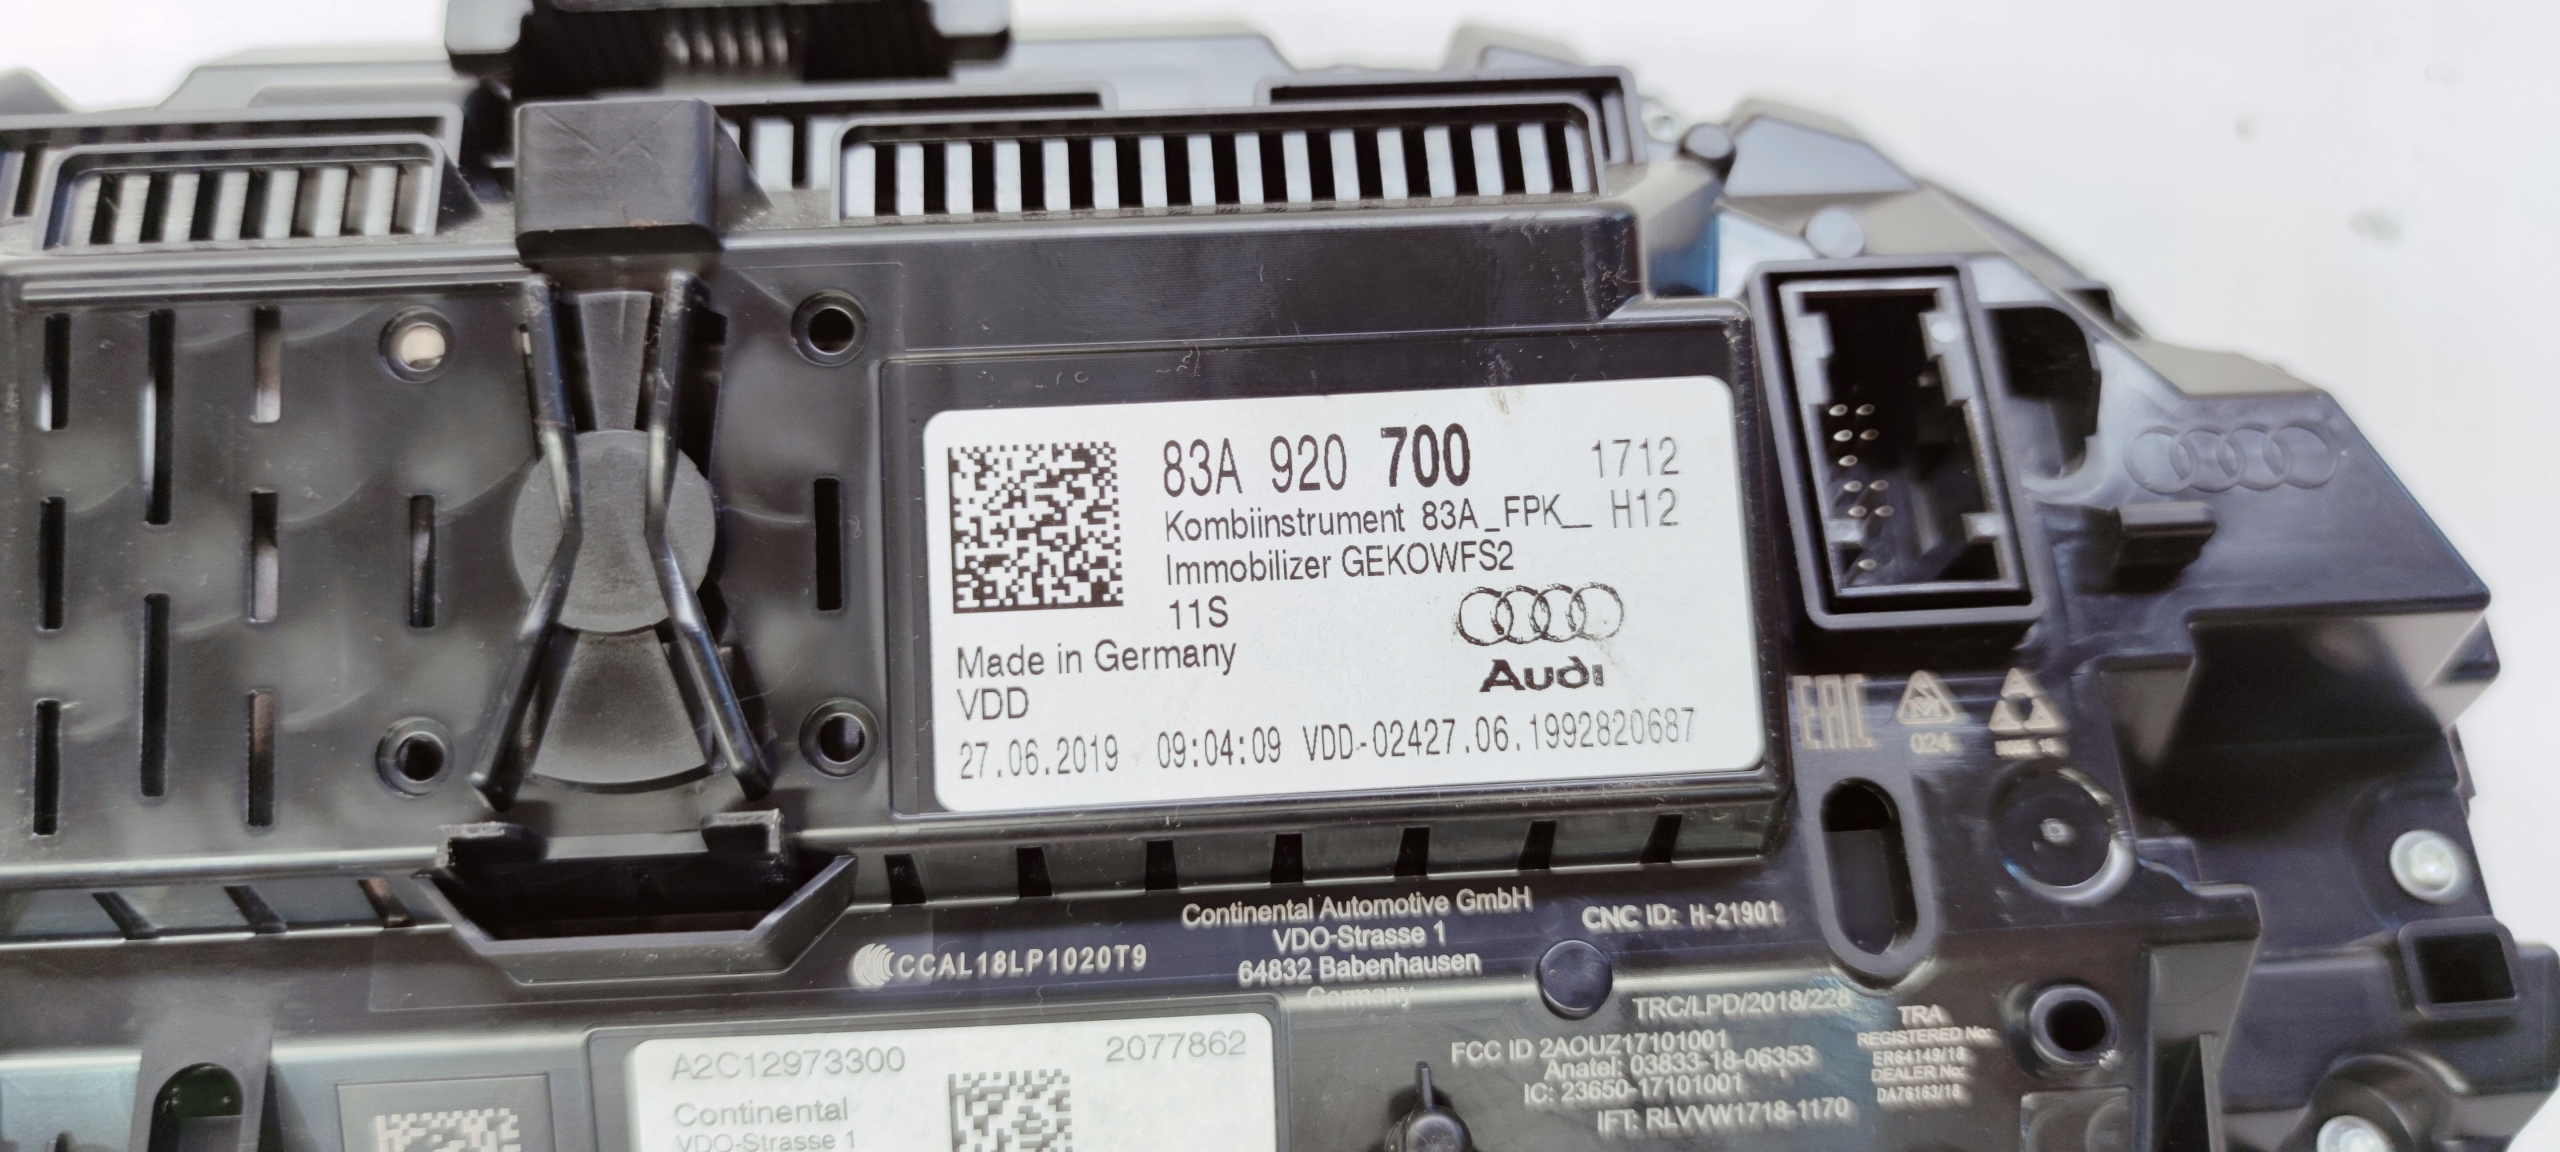 83A 920 700 1712
Kombiinstrument 83A_FPK_ H12
Immobilizer GEKOWFS2
11S
Audi
Made in Germany
VDD
27.06.2019 09:04:09 VDD-02427.06.1992820687
EAC
024
CCAL18LP1020T9
Continental Automotive GmbH
VDO-Strasse 1
64832 Babenhausen
Germany
CNC ID: H-21901
TRC/LPD/2018/228
FCC ID 2AOUZ17101001
Anatel: 03833-18-06353
IC: 23650-17101001
IFT: RLVVW1718-1170
TRA
REGISTERED No:
ER64149/18
DEALER No:
DA76163/18
A2C12973300 2077862
Continental
VDO-Strasse 1